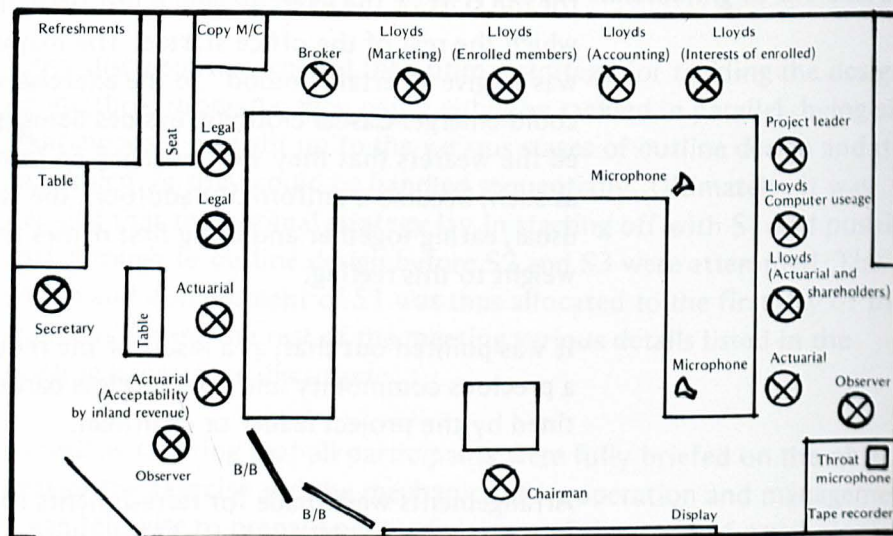 Refreshments
Copy M/C
Broker
Lloyds
(Market ID)
Lloyds
(Enrolled members)
Lloyds
(Accounting)
Lloyds
(Interests of enrolled)
Seat
Legal
Table
Legal
Actuarial
Secretary
Table
Actuarial
(Acceptability
by inland revenue)
Observer
B/B
B/B
Microphone
Microphone
Chairman
Project leader
Lloyds
Computer useage
Lloyds
(Actuarial and
shareholders)
Actuarial
Observer
Throat
microphone
Tape recorder
Display